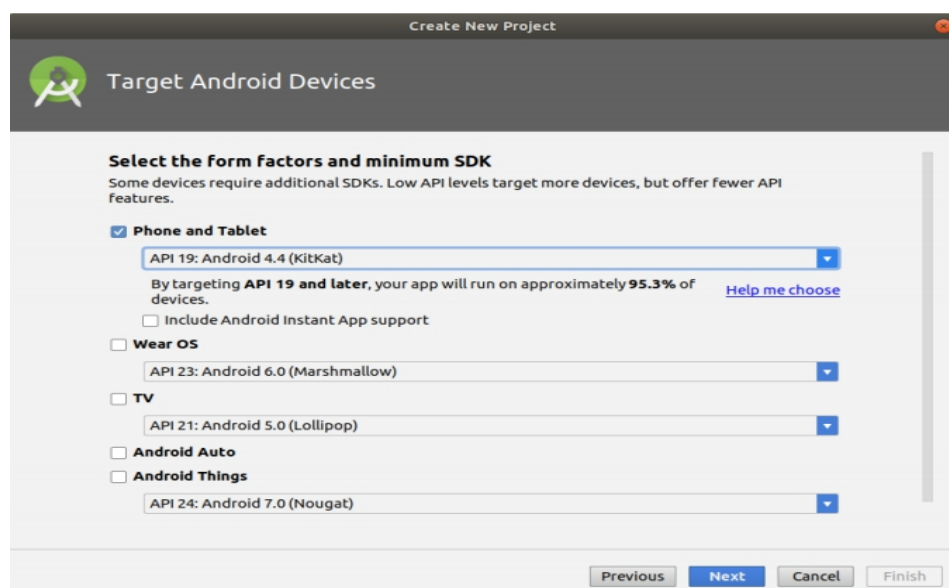 Create New Project
Target Android Devices
Select the form factors and minimum SDK
Some devices require additional SDKs. Low API levels target more devices, but offer fewer API
features.
Phone and Tablet
API 19: Android 4.4 (KitKat)
By targeting API 19 and later, your app will run on approximately 95.3% of
devices.
Help me choose
Include Android Instant App support
Wear OS
API 23: Android 6.0 (Marshmallow)
TV
API 21: Android 5.0 (Lollipop)
Android Auto
Android Things
API 24: Android 7.0 (Nougat)
Previous
Next
Cancel
Finish